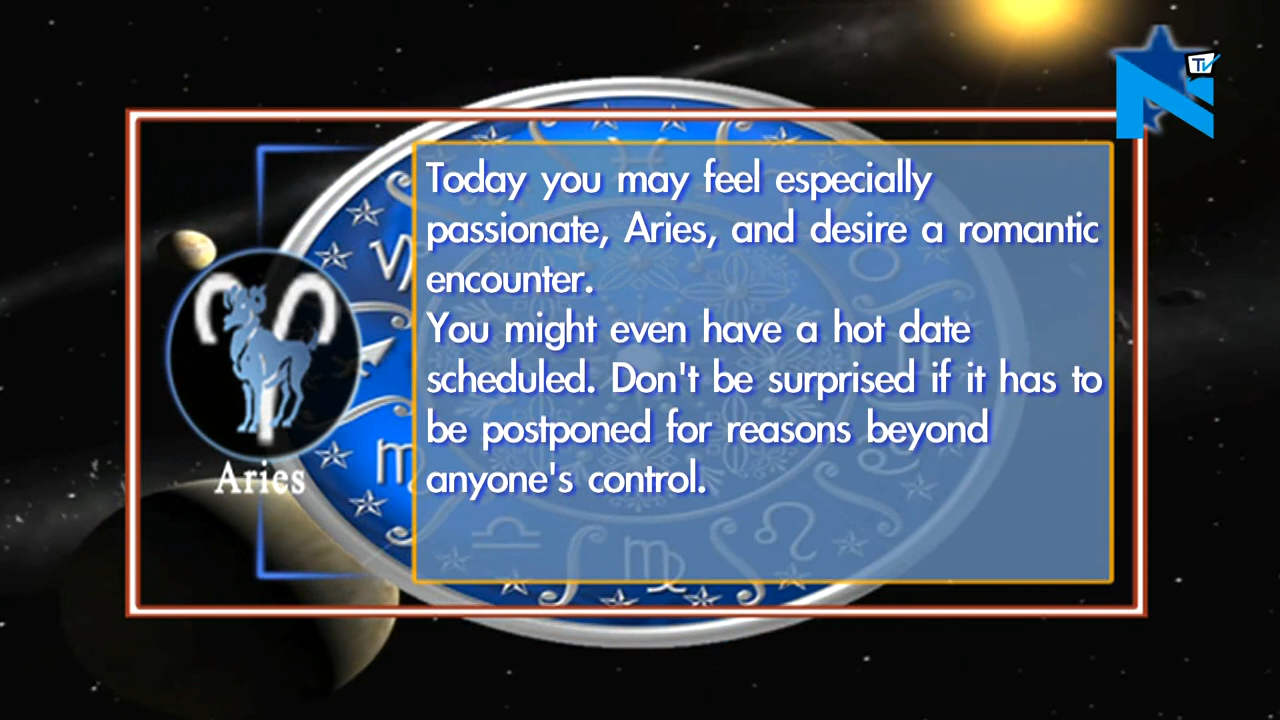 TV
Today you may feel especially
passionate, Aries, and desire a romantic
encounter.
You might even have a hot date
scheduled. Don't be surprised if it has to
be postponed for reasons beyond
anyone's control.
Aries